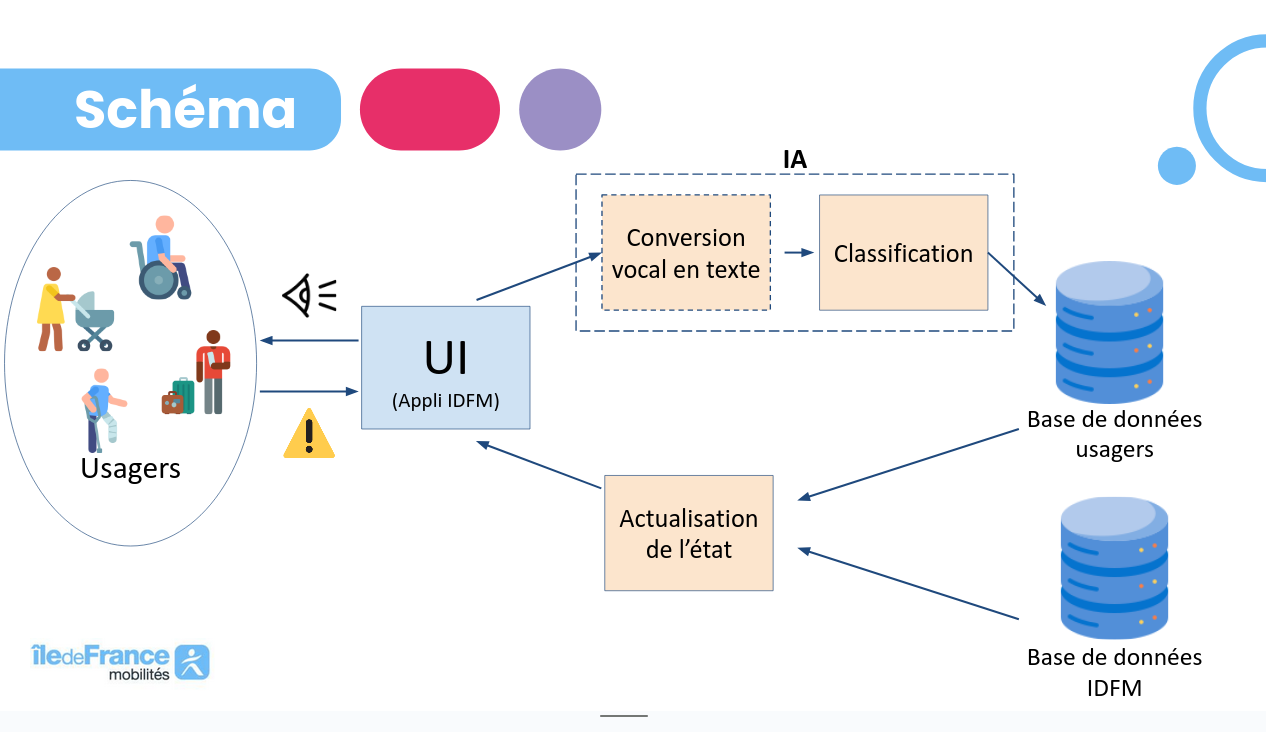 Schéma
IA
Conversion
vocal en texte
Classification
UI
(Appli IDFM)
Usagers
Base de données
usagers
Actualisation
de l’état
Base de données
IDFM
îledeFrance
mobilités